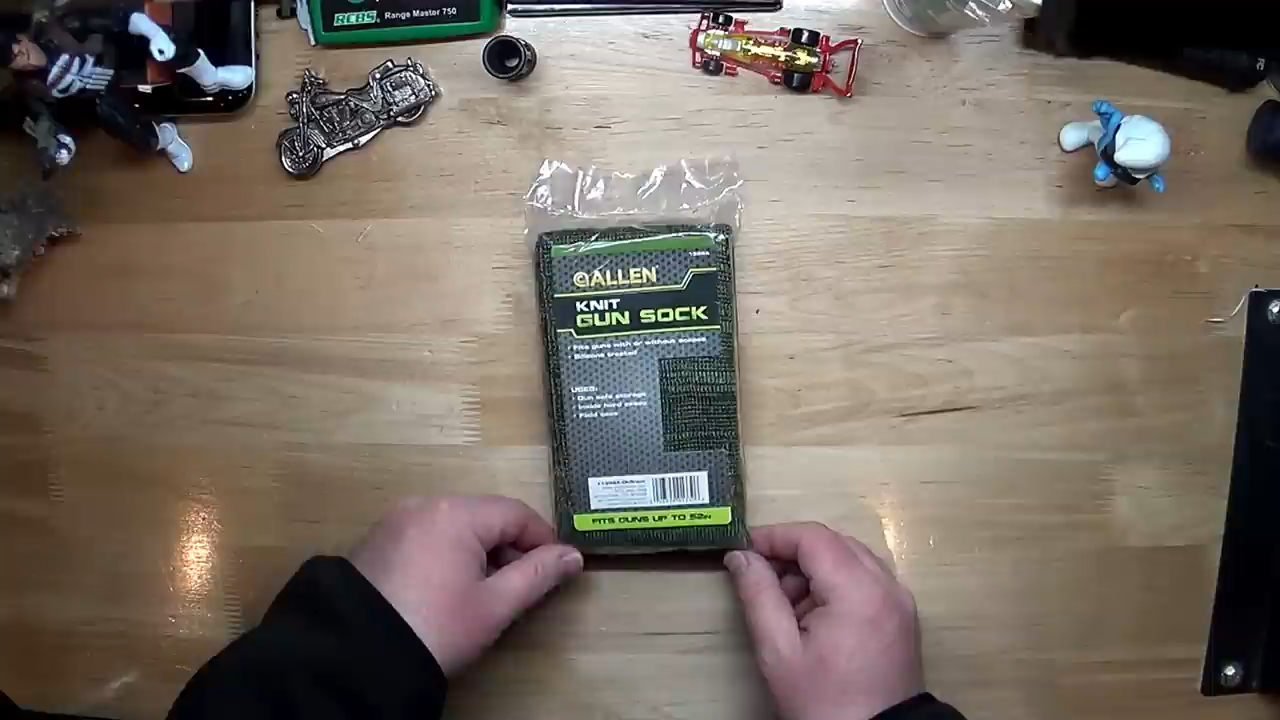 RCBS Range Master 750
ALLEN
KNIT
GUN SOCK
• Fits guns with or without scopes
• Silicone treated
USES:
• Gun safe storage
• Inside hard cases
• Field case
FITS GUNS UP TO 52IN